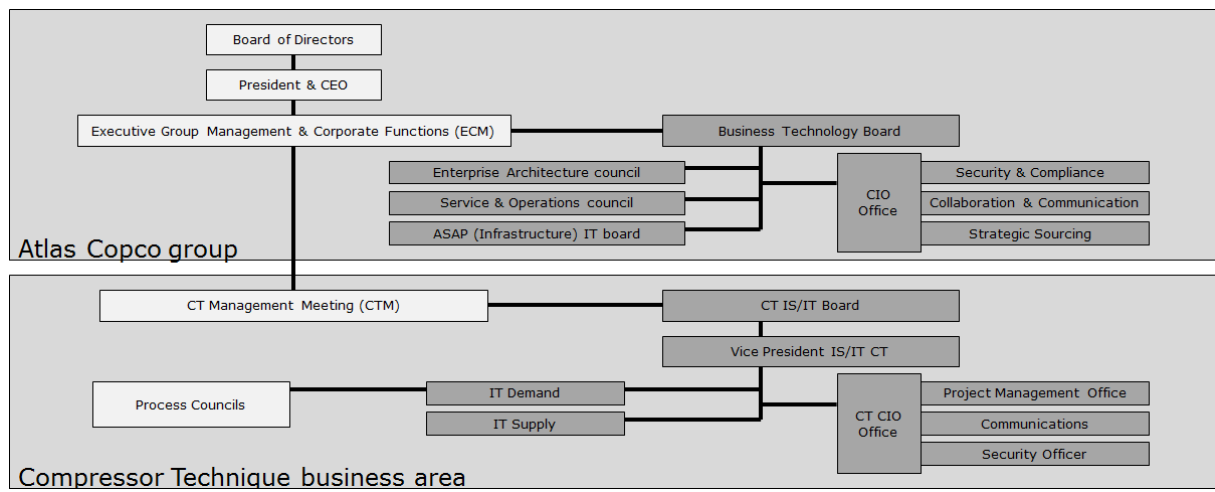 Board of Directors
President & CEO
Executive Group Management & Corporate Functions (ECM)
Business Technology Board
Enterprise Architecture council
Service & Operations council
ASAP (Infrastructure) IT board
CIO
Office
Security & Compliance
Collaboration & Communication
Strategic Sourcing
Atlas Copco group
CT Management Meeting (CTM)
CT IS/IT Board
Vice President IS/IT CT
Process Councils
IT Demand
IT Supply
CT CIO
Office
Project Management Office
Communications
Security Officer
Compressor Technique business area